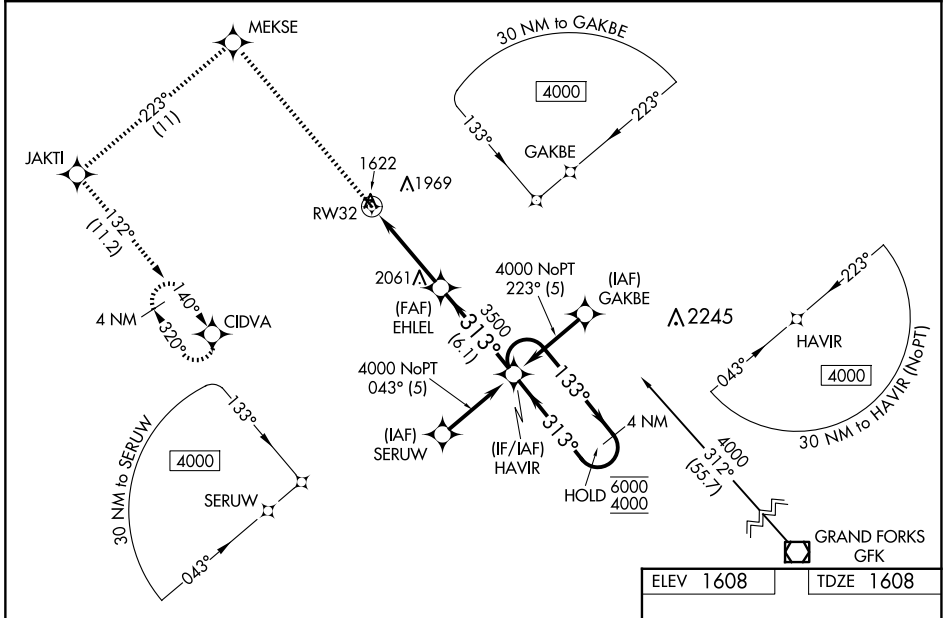 MEKSE
223°
(11)
JAKTI
132°
(11.2)
140°
320°
4 NM
CIDVA
1622
RW32
1969
2061
(FAF)
EHLEL
3500
313°
(6.1)
4000 NoPT
223° (5)
(IAF)
GAKBE
2245
4000 NoPT
043° (5)
(IAF)
SERUW
(IF/IAF)
HAVIR
133°
313°
4 NM
HOLD
6000
4000
4000
312°
(55.7)
GRAND FORKS
GFK
30 NM to GAKBE
4000
133°
223°
GAKBE
223°
HAVIR
043°
4000
30 NM to HAVIR (NoPT)
30 NM to SERUW
4000
133°
SERUW
043°
ELEV 1608
TDZE 1608